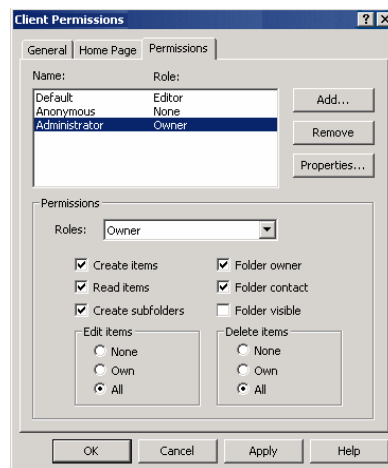 Client Permissions
General Home Page Permissions
Name: Role:
Default Editor
Anonymous None
Administrator Owner
Add...
Remove
Properties...
Permissions
Roles: Owner
Create items Folder owner
Read items Folder contact
Create subfolders Folder visible
Edit items Delete items
None None
Own Own
All All
OK Cancel Apply Help